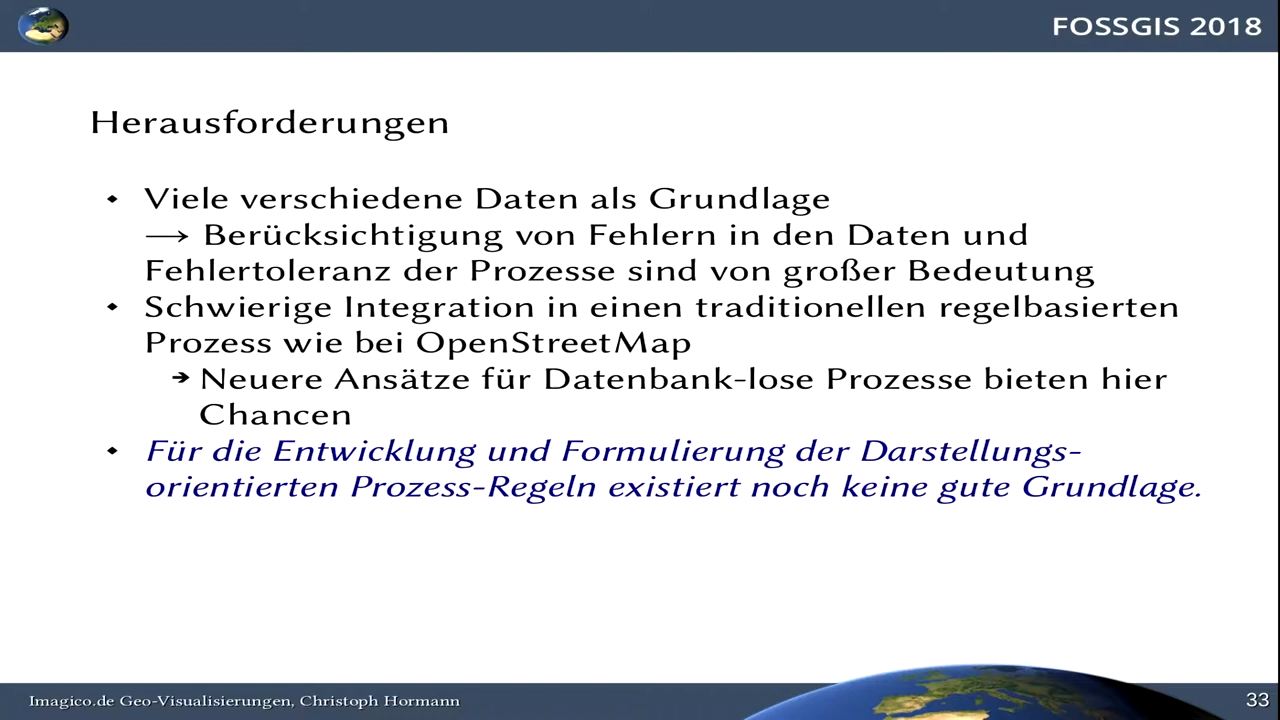 FOSSGIS 2018
Herausforderungen
Viele verschiedene Daten als Grundlage
→ Berücksichtigung von Fehlern in den Daten und
Fehlertoleranz der Prozesse sind von großer Bedeutung
Schwierige Integration in einen traditionellen regelbasierten
Prozess wie bei OpenStreetMap
➔ Neuere Ansätze für Datenbank-lose Prozesse bieten hier
Chancen
Für die Entwicklung und Formulierung der Darstellungs-
orientierten Prozess-Regeln existiert noch keine gute Grundlage.
Imagico.de Geo-Visualisierungen, Christoph Hormann
33